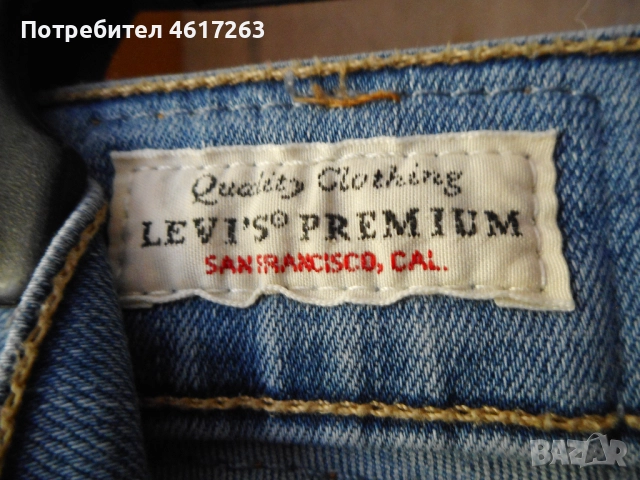 Потребител 4617263
Quality Clothing
LEVI'S® PREMIUM
SAN FRANCISCO, CAL.
BAZAR